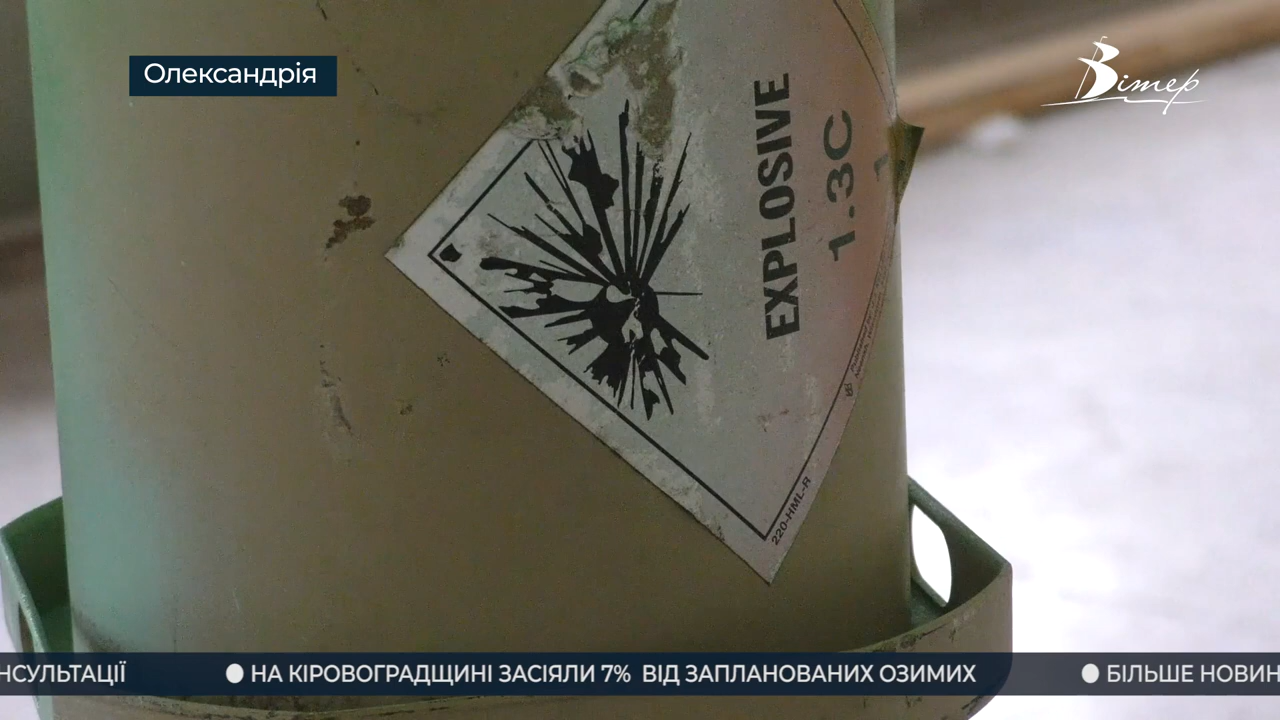 Олександрія
Вітер
EXPLOSIVE
1.3C
1
220-HML-R
НСУЛЬТАЦІЇ
НА КІРОВОГРАДЩИНІ ЗАСІЯЛИ 7% ВІД ЗАПЛАНОВАНИХ ОЗИМИХ
БІЛЬШЕ НОВИН